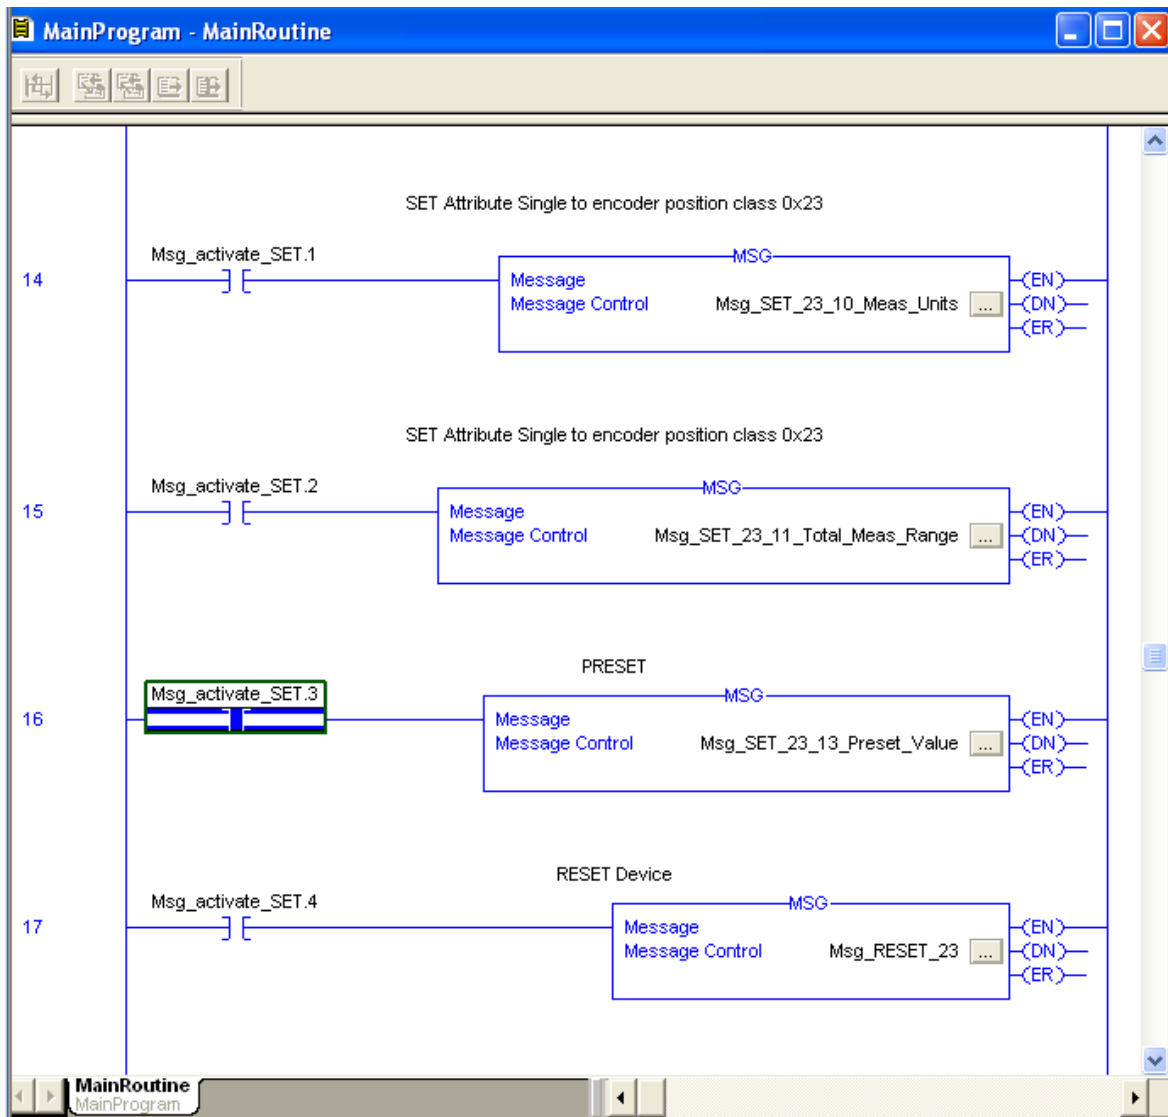 MainProgram - MainRoutine
SET Attribute Single to encoder position class 0x23
Msg_activate_SET.1
MSG
14
Message
(EN)
Message Control
Msg_SET_23_10_Meas_Units
...
(DN)
(ER)
SET Attribute Single to encoder position class 0x23
Msg_activate_SET.2
MSG
15
Message
(EN)
Message Control
Msg_SET_23_11_Total_Meas_Range
...
(DN)
(ER)
PRESET
Msg_activate_SET.3
MSG
16
Message
(EN)
Message Control
Msg_SET_23_13_Preset_Value
...
(DN)
(ER)
RESET Device
Msg_activate_SET.4
MSG
17
Message
(EN)
Message Control
Msg_RESET_23
...
(DN)
(ER)
MainRoutine
MainProgram